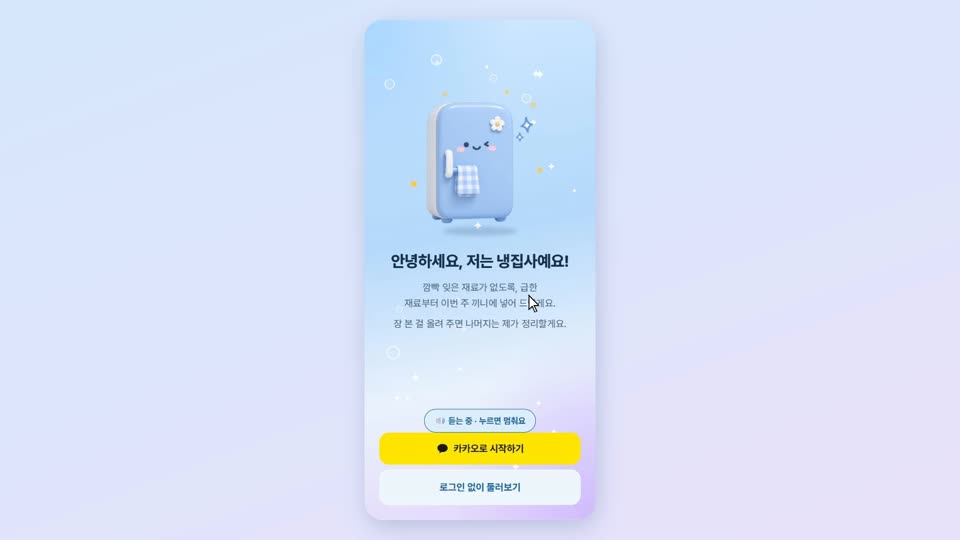 안녕하세요, 저는 냉집사예요!
깜빡 잊은 재료가 없도록, 급한
재료부터 이번 주 끼니에 넣어 요.
장 본 걸 올려 주면 나머지는 제가 정리할게요.
듣는 중 · 누르면 멈춰요
카카오로 시작하기
로그인 없이 둘러보기